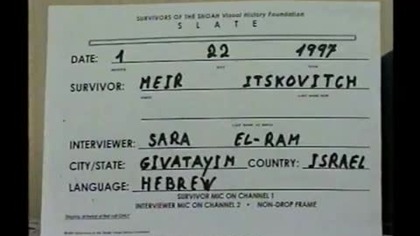 SURVIVORS OF THE SHOAH Visual History Foundation
SLATE
DATE: 1 22 1997
SURVIVOR: MEIR ITSKOVITCH
INTERVIEWER: SARA EL-RAM
CITY/STATE: GIVATAYIM COUNTRY: ISRAEL
LANGUAGE: HEBREW
SURVIVOR MIC ON CHANNEL 1
INTERVIEWER MIC ON CHANNEL 2 • NON-DROP FRAME